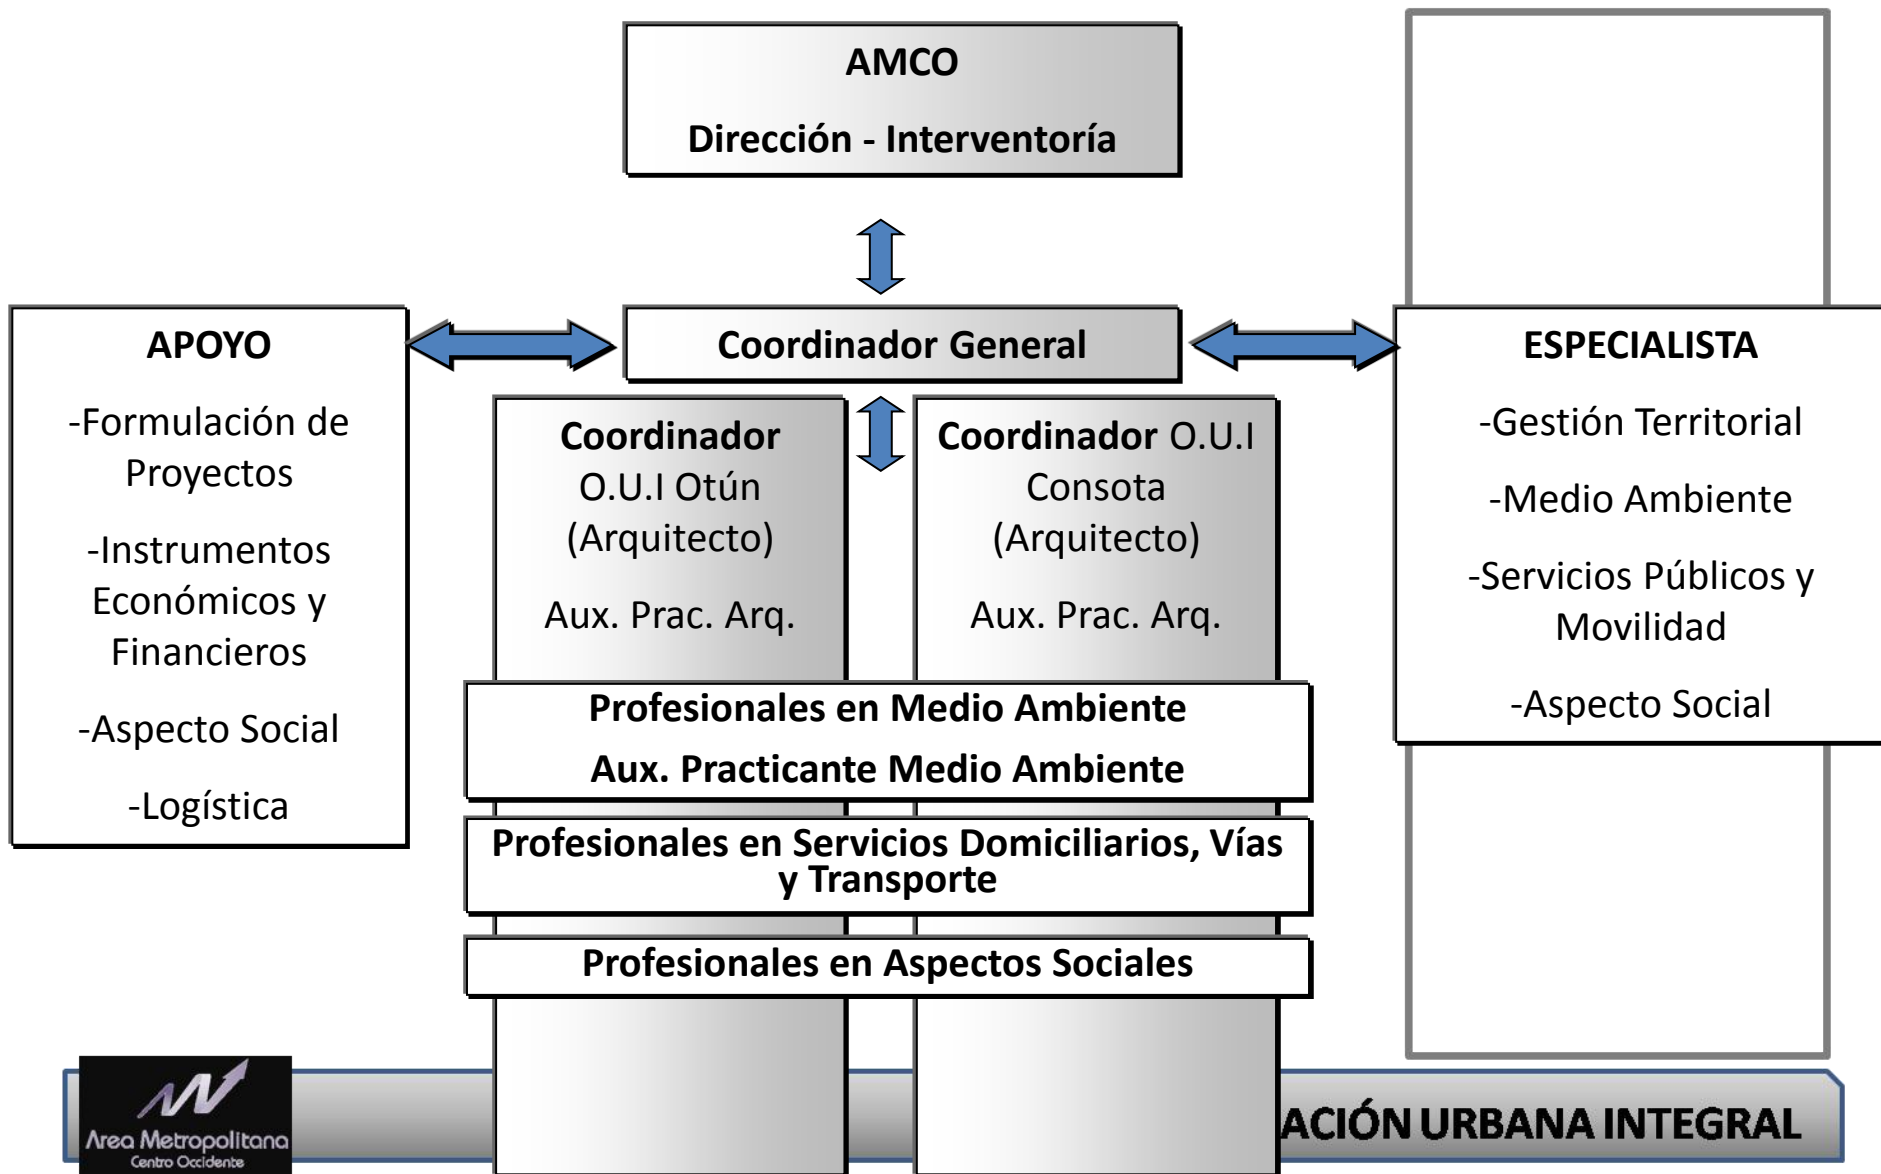 AMCO
Dirección - Interventoría
Coordinador General
APOYO
-Formulación de
Proyectos
-Instrumentos
Económicos y
Financieros
-Aspecto Social
-Logística
Coordinador
O.U.I Otún
(Arquitecto)
Aux. Prac. Arq.
Coordinador O.U.I
Consota
(Arquitecto)
Aux. Prac. Arq.
ESPECIALISTA
-Gestión Territorial
-Medio Ambiente
-Servicios Públicos y
Movilidad
-Aspecto Social
Profesionales en Medio Ambiente
Aux. Practicante Medio Ambiente
Profesionales en Servicios Domiciliarios, Vías
y Transporte
Profesionales en Aspectos Sociales
Area Metropolitana
Centro Occidente
ACIÓN URBANA INTEGRAL